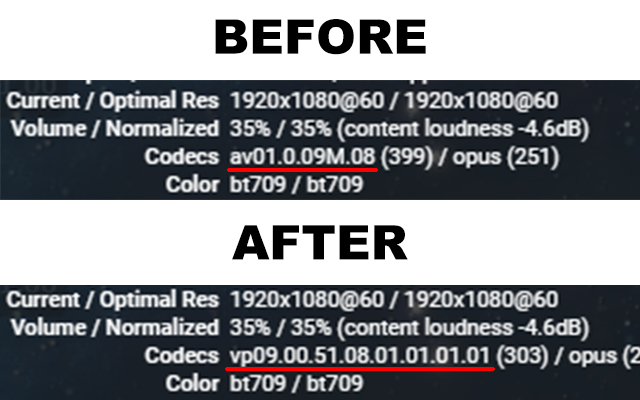 BEFORE
Current / Optimal Res 1920x1080@60 / 1920x1080@60
Volume / Normalized 35% / 35% (content loudness -4.6dB)
Codecs av01.0.09M.08 (399) / opus (251)
Color bt709 / bt709
AFTER
Current / Optimal Res 1920x1080@60 / 1920x1080@60
Volume / Normalized 35% / 35% (content loudness -4.6dB)
Codecs vp09.00.51.08.01.01.01.01 (303) / opus (2
Color bt709 / bt709